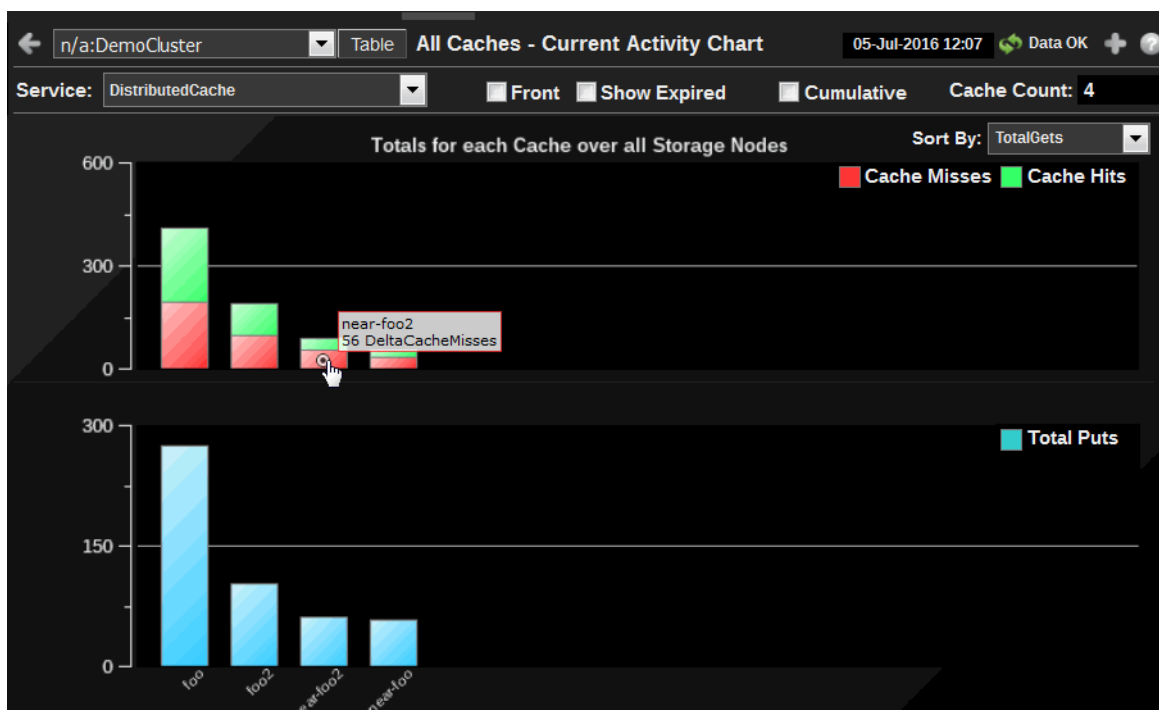 n/a:DemoCluster Table All Caches - Current Activity Chart 05-Jul-2016 12:07 Data OK ?
Service: DistributedCache Front Show Expired Cumulative Cache Count: 4
Totals for each Cache over all Storage Nodes Sort By: TotalGets
Cache Misses Cache Hits
600
300
0
near-foo2
56 DeltaCacheMisses
Total Puts
300
150
0
foo foo2 ear-foo2 near-foo